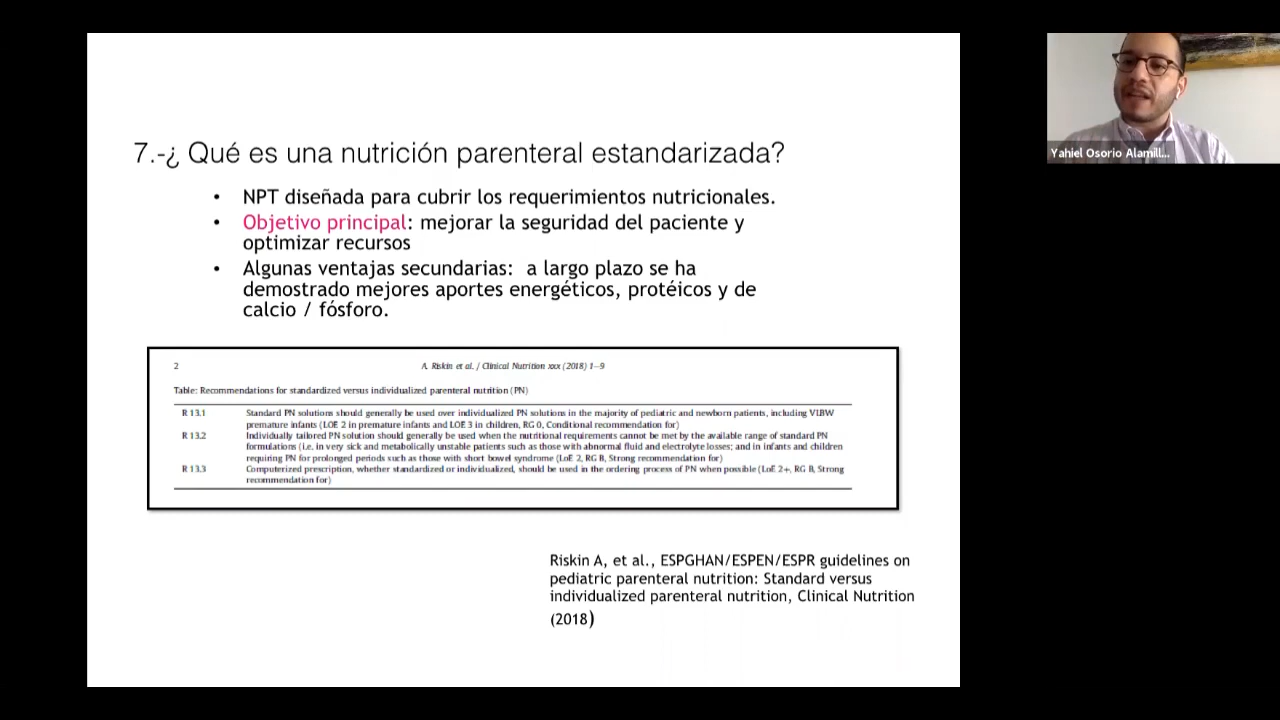 7.-¿ Qué es una nutrición parenteral estandarizada?
• NPT diseñada para cubrir los requerimientos nutricionales.
• Objetivo principal: mejorar la seguridad del paciente y
optimizar recursos
• Algunas ventajas secundarias: a largo plazo se ha
demostrado mejores aportes energéticos, protéicos y de
calcio / fósforo.
2 A. Riskin et al. / Clinical Nutrition xxx (2018) 1–9
Table: Recommendations for standardized versus individualized parenteral nutrition (PN)
R 13.1 Standard PN solutions should generally be used over individualized PN solutions in the majority of pediatric and newborn patients, including VLBW
premature infants (LOE 2 in premature infants and LOE 3 in children, RG 0, Conditional recommendation for)
R 13.2 Individually tailored PN solution should generally be used when the nutritional requirements cannot be met by the available range of standard PN
formulations (i.e. in very sick and metabolically unstable patients such as those with abnormal fluid and electrolyte losses; and in infants and children
requiring PN for prolonged periods such as those with short bowel syndrome (LoE 2, RG B, Strong recommendation for)
R 13.3 Computerized prescription, whether standardized or individualized, should be used in the ordering process of PN when possible (LoE 2+, RG B, Strong
recommendation for)
Riskin A, et al., ESPGHAN/ESPEN/ESPR guidelines on
pediatric parenteral nutrition: Standard versus
individualized parenteral nutrition, Clinical Nutrition
(2018)
Yahiel Osorio Alamill...